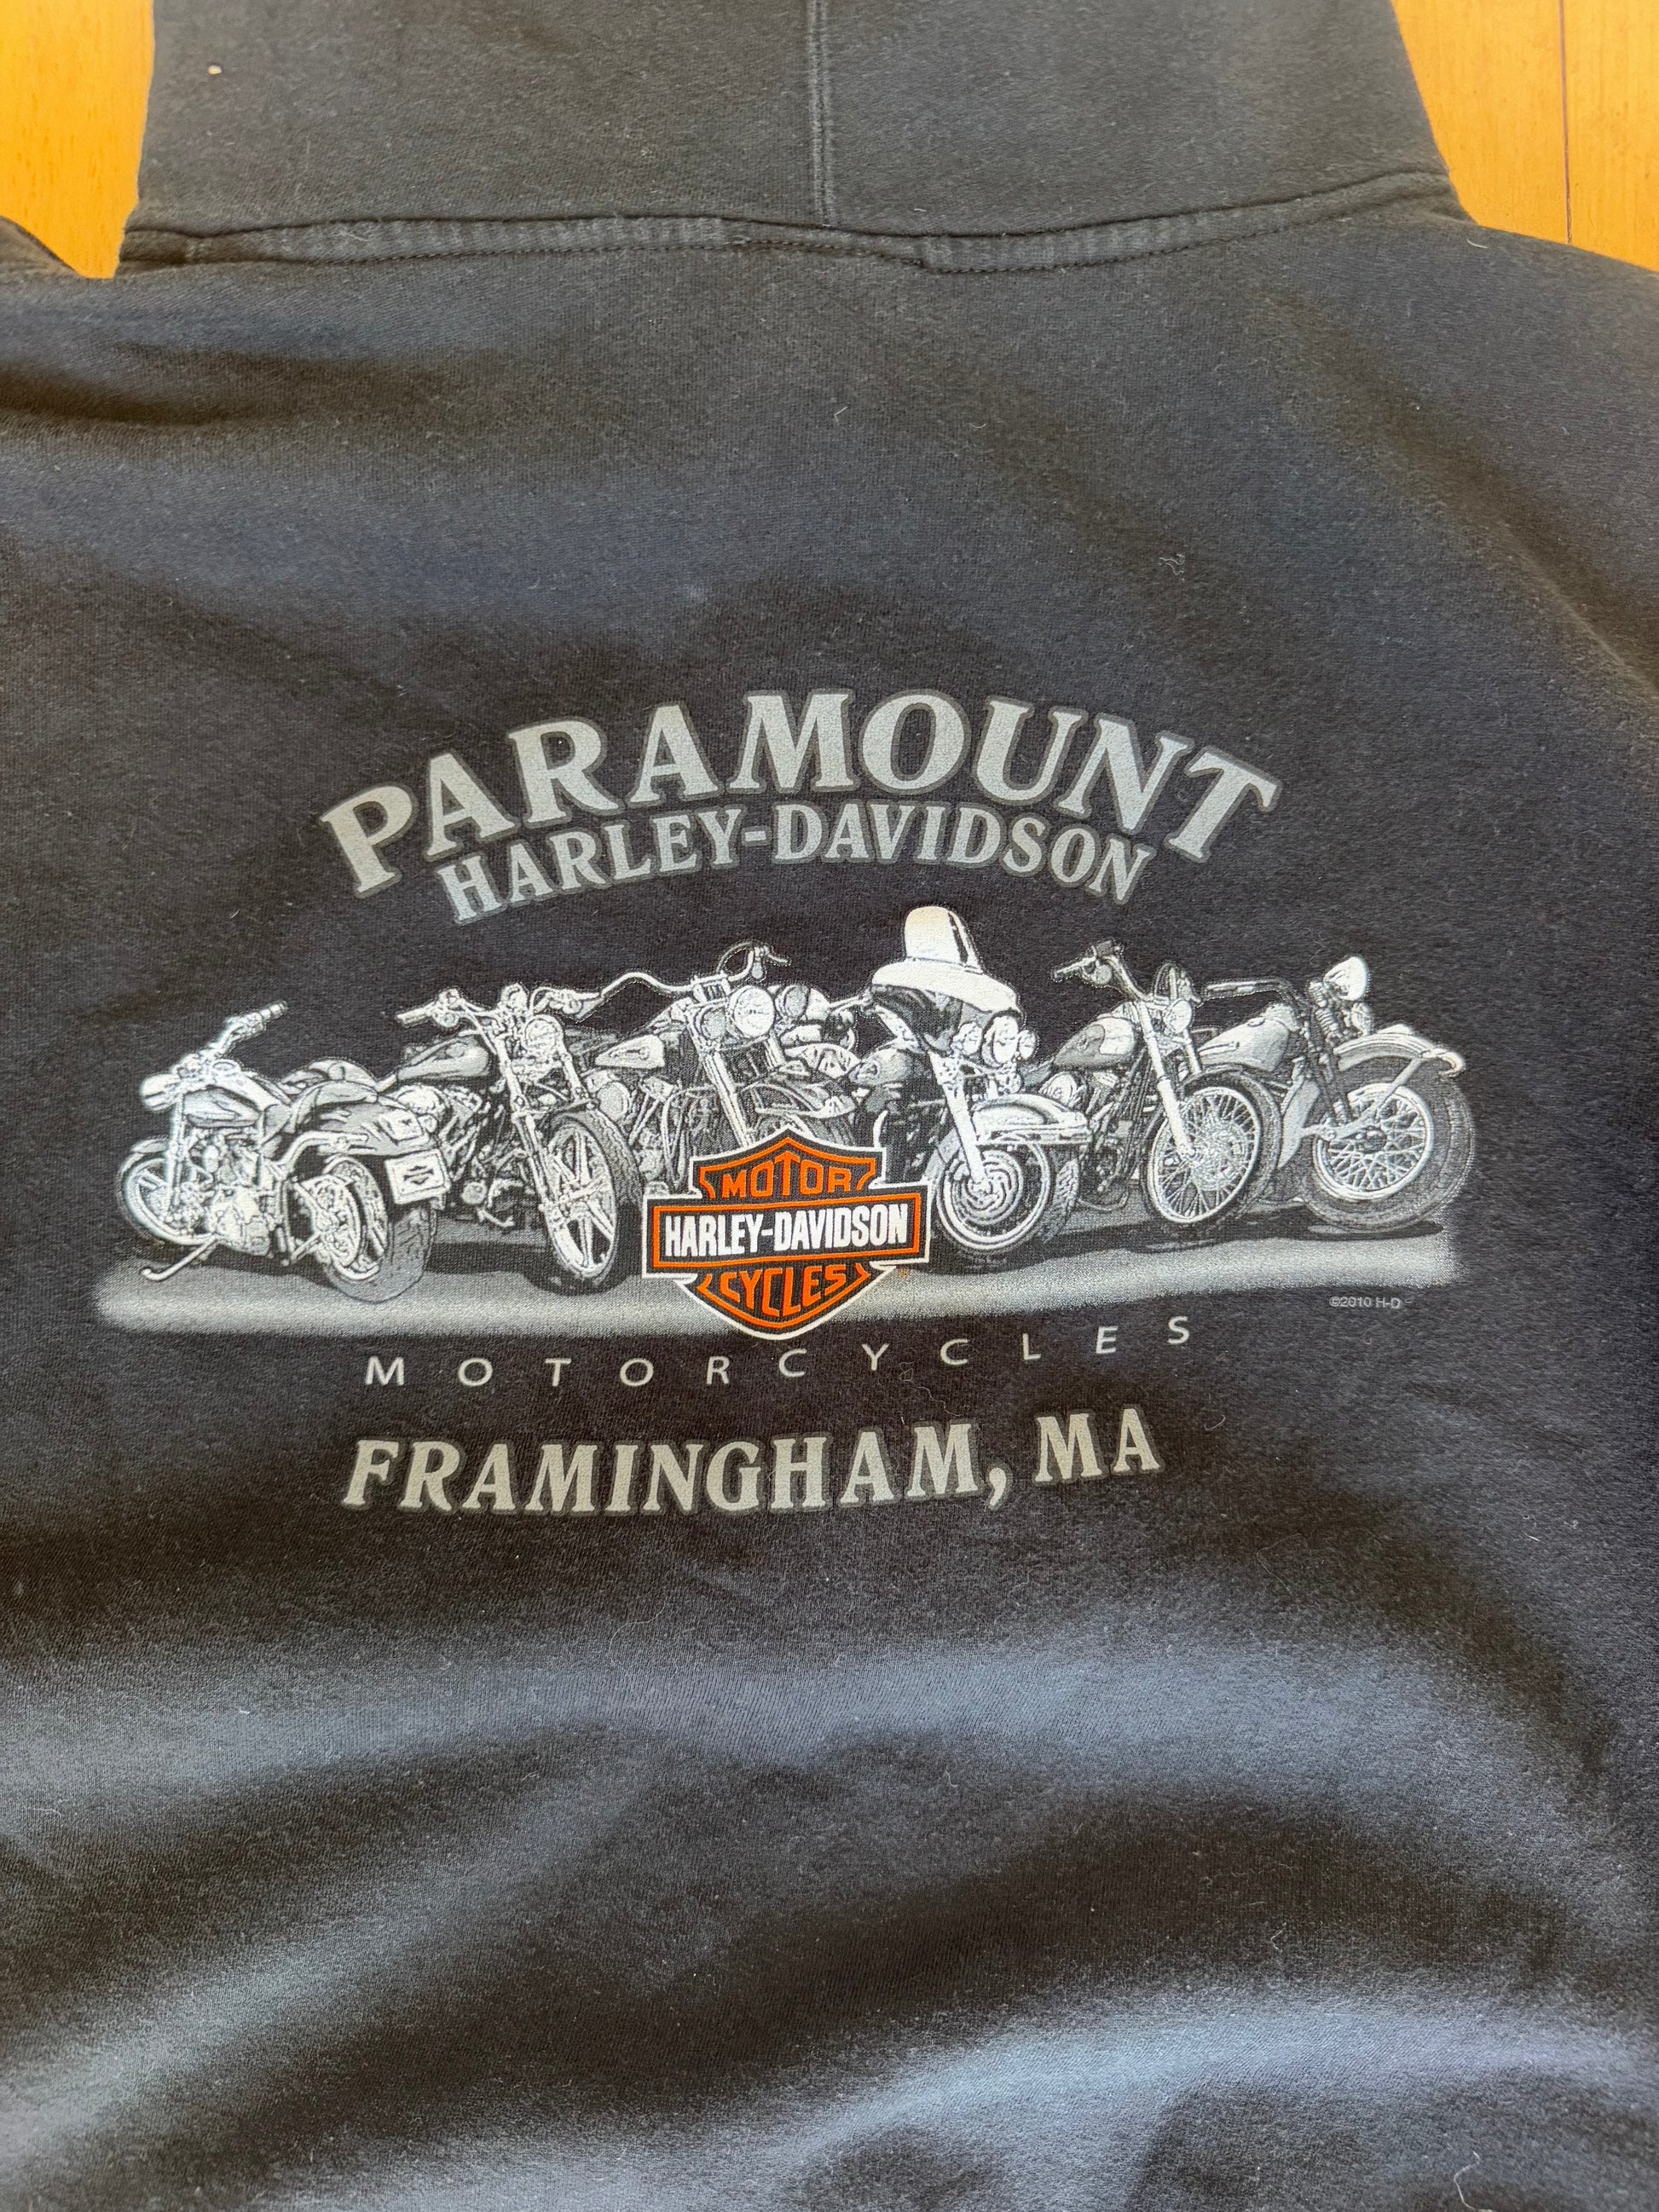 PARAMOUNT
HARLEY-DAVIDSON
MOTOR
HARLEY-DAVIDSON
CYCLES
©2010 H-D
MOTORCYCLES
FRAMINGHAM, MA